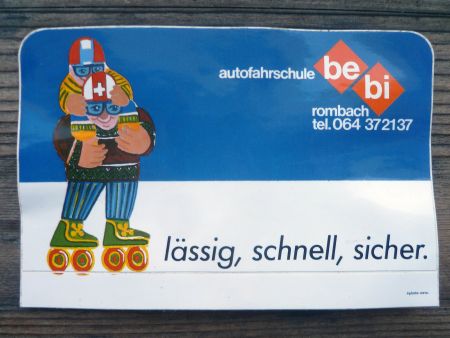 autofahrschule be bi
rombach
tel. 064 372137
lässig, schnell, sicher.